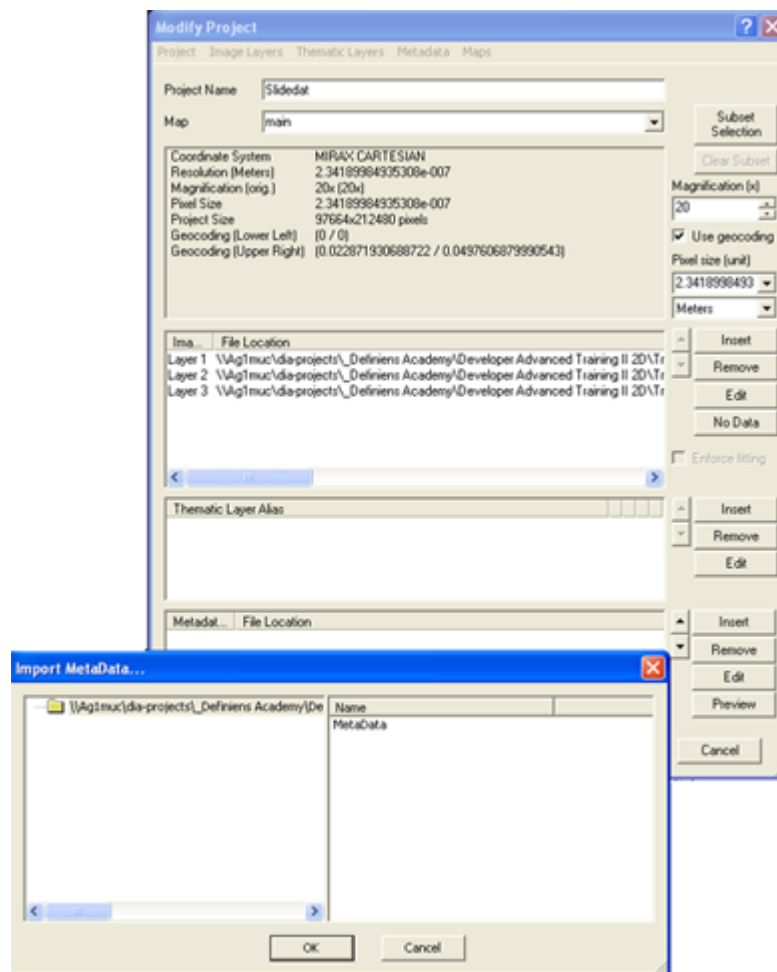 Modify Project
Project Image Layers Thematic Layers Metadata Maps
Project Name Slidedat
Map main
Subset Selection
Clear Subset
Coordinate System MIRAX CARTESIAN
Resolution (Meters) 2.34189984935308e-007
Magnification (orig.) 20x (20x)
Pixel Size 2.34189984935308e-007
Project Size 97664x212480 pixels
Geocoding (Lower Left) (0 / 0)
Geocoding (Upper Right) (0.022871930688722 / 0.0497606879990543)
Magnification (x)
20
Use geocoding
Pixel size (unit)
2.3418998493
Meters
Ima... File Location
Layer 1 \\Ag1muc\dia-projects\_Definiens Academy\Developer Advanced Training II 2D\Tr
Layer 2 \\Ag1muc\dia-projects\_Definiens Academy\Developer Advanced Training II 2D\Tr
Layer 3 \\Ag1muc\dia-projects\_Definiens Academy\Developer Advanced Training II 2D\Tr
Insert
Remove
Edit
No Data
Enforce fitting
Thematic Layer Alias
Insert
Remove
Edit
Metadat... File Location
Insert
Remove
Edit
Preview
Cancel
Import MetaData...
\\Ag1muc\dia-projects\_Definiens Academy\De
Name
MetaData
OK Cancel